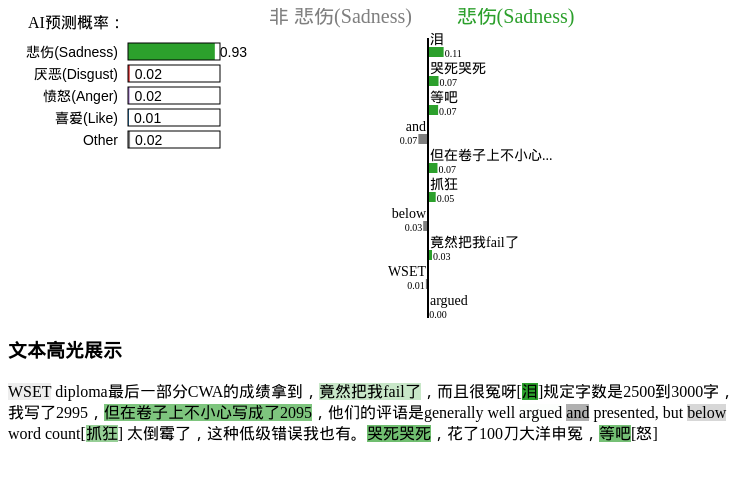 AI预测概率：
非 悲伤(Sadness) 悲伤(Sadness)
悲伤(Sadness) 0.93
厌恶(Disgust) 0.02
愤怒(Anger) 0.02
喜爱(Like) 0.01
Other 0.02
泪
0.11
哭死哭死
0.07
等吧
0.07
and
0.07
但在卷子上不小心...
0.07
抓狂
0.05
below
0.03
竟然把我fail了
0.03
WSET
0.01
argued
0.00
文本高光展示
WSET diploma最后一部分CWA的成绩拿到，竟然把我fail了，而且很冤呀[泪]规定字数是2500到3000字，
我写了2995，但在卷子上不小心写成了2095，他们的评语是generally well argued and presented, but below
word count[抓狂] 太倒霉了，这种低级错误我也有。哭死哭死，花了100刀大洋申冤，等吧[怒]